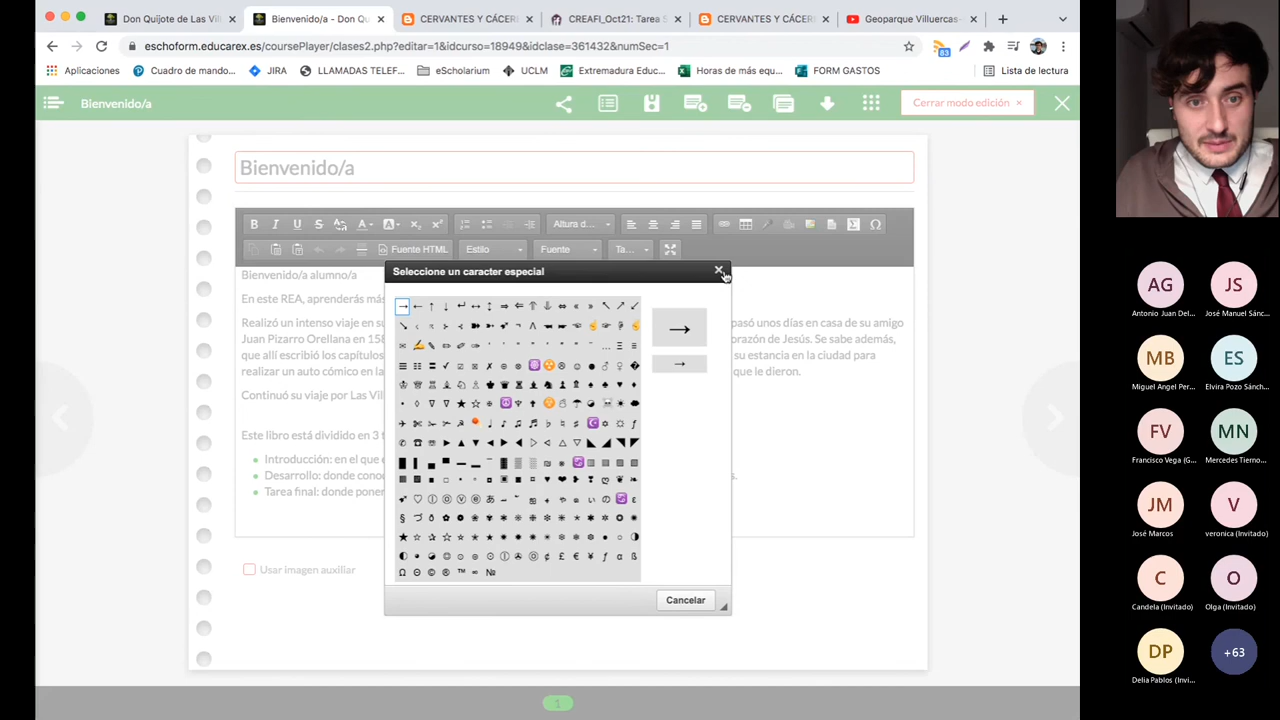 Don Quijote de Las Vil
Bienvenido/a - Don Qu
CERVANTES Y CÁCER
CREAFI_Oct21: Tarea S
CERVANTES Y CÁCER
Geoparque Villuercas-
eschoform.educarex.es/coursePlayer/clases2.php?editar=1&idcurso=18949&idclase=361432&numSec=1
83
Aplicaciones
Cuadro de mando...
JIRA
LLAMADAS TELEF...
eScholarium
UCLM
Extremadura Educ...
Horas de más equ...
FORM GASTOS
Lista de lectura
Bienvenido/a
Cerrar modo edición ×
Bienvenido/a
Altura d...
Fuente HTML
Estilo
Fuente
Ta...
Bienvenido/a alumno/a
Seleccione un caracter especial
En este REA, aprenderás más
Realizó un intenso viaje en su
pasó unos días en casa de su amigo
Juan Pizarro Orellana en 158
orazón de Jesús. Se sabe además,
que allí escribió los capítulos
su estancia en la ciudad para
realizar un auto cómico en la
que le dieron.
Continuó su viaje por Las Vil
Este libro está dividido en 3 t
Introducción: en el que e
Desarrollo: donde conoc
Tarea final: donde poner
Usar imagen auxiliar
Cancelar
1
AG
Antonio Juan Del...
JS
José Manuel Sánc...
MB
Miguel Angel Per...
ES
Elvira Pozo Sánch...
FV
Francisco Vega (G...
MN
Mercedes Tierno...
JM
José Marcos
V
veronica (Invitado)
C
Candela (Invitado)
O
Olga (Invitado)
DP
Delia Pablos (Invi...
+63